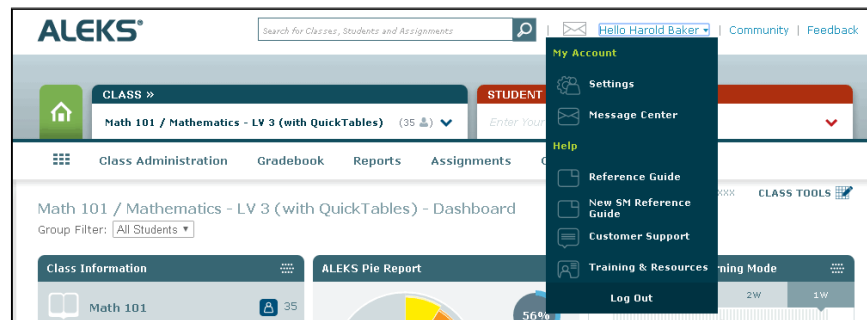 ALEKS®
Search for Classes, Students and Assignments
| Hello Harold Baker ▾ | Community | Feedback
My Account
Settings
Message Center
Help
Reference Guide
New SM Reference
Guide
Customer Support
Training & Resources
Log Out
CLASS »
Math 101 / Mathematics - LV 3 (with QuickTables) (35)
STUDENT
Enter Your
Class Administration Gradebook Reports Assignments
XXX CLASS TOOLS
Math 101 / Mathematics - LV 3 (with QuickTables) - Dashboard
Group Filter: All Students ▾
Class Information
Math 101 35
ALEKS Pie Report
56%
rning Mode
2W 1W